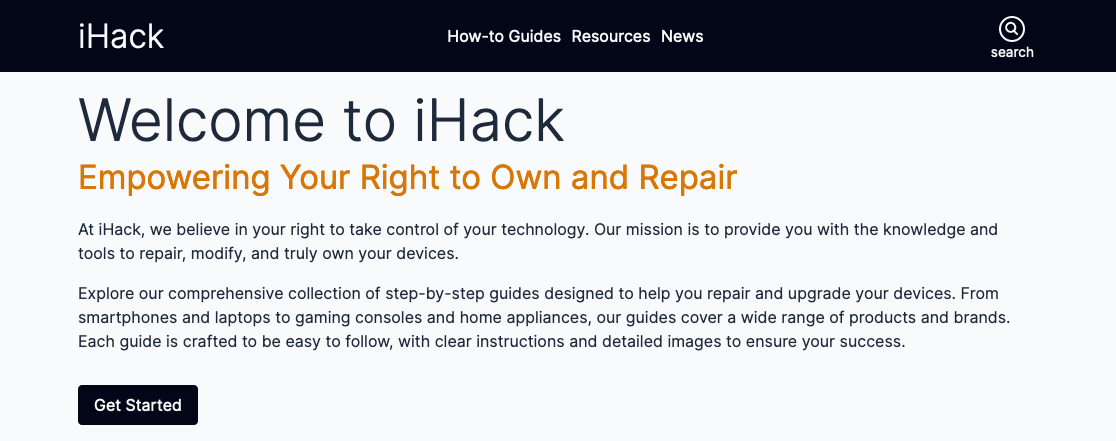 iHack
How-to Guides Resources News
search
Welcome to iHack
Empowering Your Right to Own and Repair
At iHack, we believe in your right to take control of your technology. Our mission is to provide you with the knowledge and
tools to repair, modify, and truly own your devices.
Explore our comprehensive collection of step-by-step guides designed to help you repair and upgrade your devices. From
smartphones and laptops to gaming consoles and home appliances, our guides cover a wide range of products and brands.
Each guide is crafted to be easy to follow, with clear instructions and detailed images to ensure your success.
Get Started